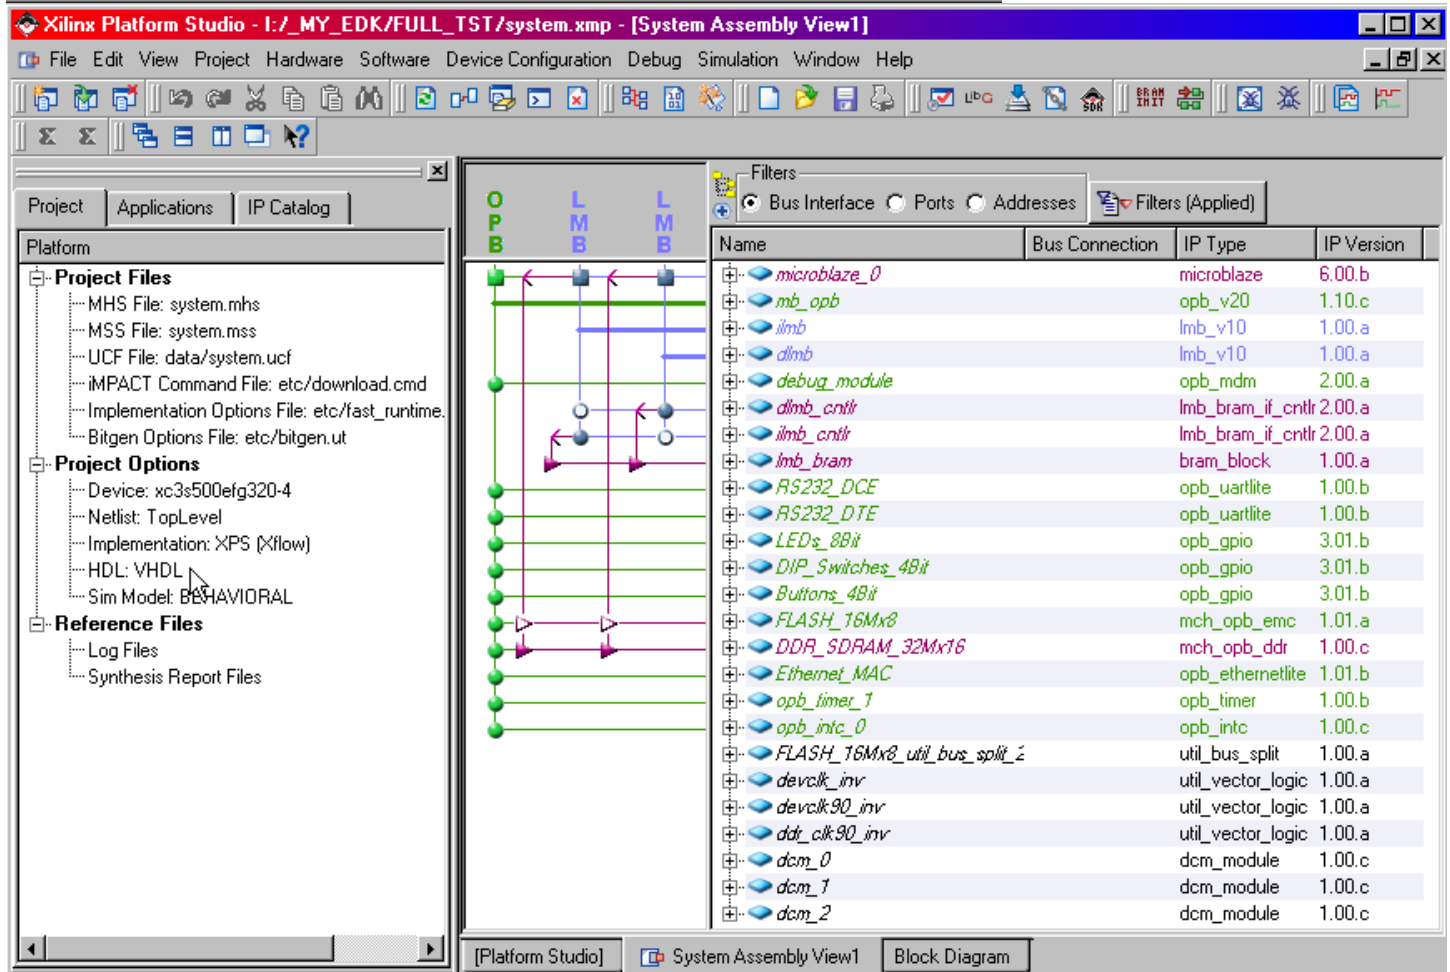 Xilinx Platform Studio - I:/_MY_EDK/FULL_TST/system.xmp - [System Assembly View1]
File Edit View Project Hardware Software Device Configuration Debug Simulation Window Help
LibG
SDR
BRAM INIT
Project Applications IP Catalog
Platform
Project Files
MHS File: system.mhs
MSS File: system.mss
UCF File: data/system.ucf
iMPACT Command File: etc/download.cmd
Implementation Options File: etc/fast_runtime.
Bitgen Options File: etc/bitgen.ut
Project Options
Device: xc3s500efg320-4
Netlist: TopLevel
Implementation: XPS (Xflow)
HDL: VHDL
Sim Model: BEHAVIORAL
Reference Files
Log Files
Synthesis Report Files
OPB LMB LMB
Filters
Bus Interface Ports Addresses Filters (Applied)
Name Bus Connection IP Type IP Version
microblaze_0 microblaze 6.00.b
mb_opb opb_v20 1.10.c
ilmb lmb_v10 1.00.a
dlmb lmb_v10 1.00.a
debug_module opb_mdm 2.00.a
dlmb_cntlr lmb_bram_if_cntlr 2.00.a
ilmb_cntlr lmb_bram_if_cntlr 2.00.a
lmb_bram bram_block 1.00.a
RS232_DCE opb_uartlite 1.00.b
RS232_DTE opb_uartlite 1.00.b
LEDs_8Bit opb_gpio 3.01.b
DIP_Switches_4Bit opb_gpio 3.01.b
Buttons_4Bit opb_gpio 3.01.b
FLASH_16Mx8 mch_opb_emc 1.01.a
DDR_SDRAM_32Mx16 mch_opb_ddr 1.00.c
Ethernet_MAC opb_ethernetlite 1.01.b
opb_timer_1 opb_timer 1.00.b
opb_intc_0 opb_intc 1.00.c
FLASH_16Mx8_util_bus_split_2 util_bus_split 1.00.a
devclk_inv util_vector_logic 1.00.a
devclk90_inv util_vector_logic 1.00.a
ddr_clk90_inv util_vector_logic 1.00.a
dcm_0 dcm_module 1.00.c
dcm_1 dcm_module 1.00.c
dcm_2 dcm_module 1.00.c
[Platform Studio] System Assembly View1 Block Diagram